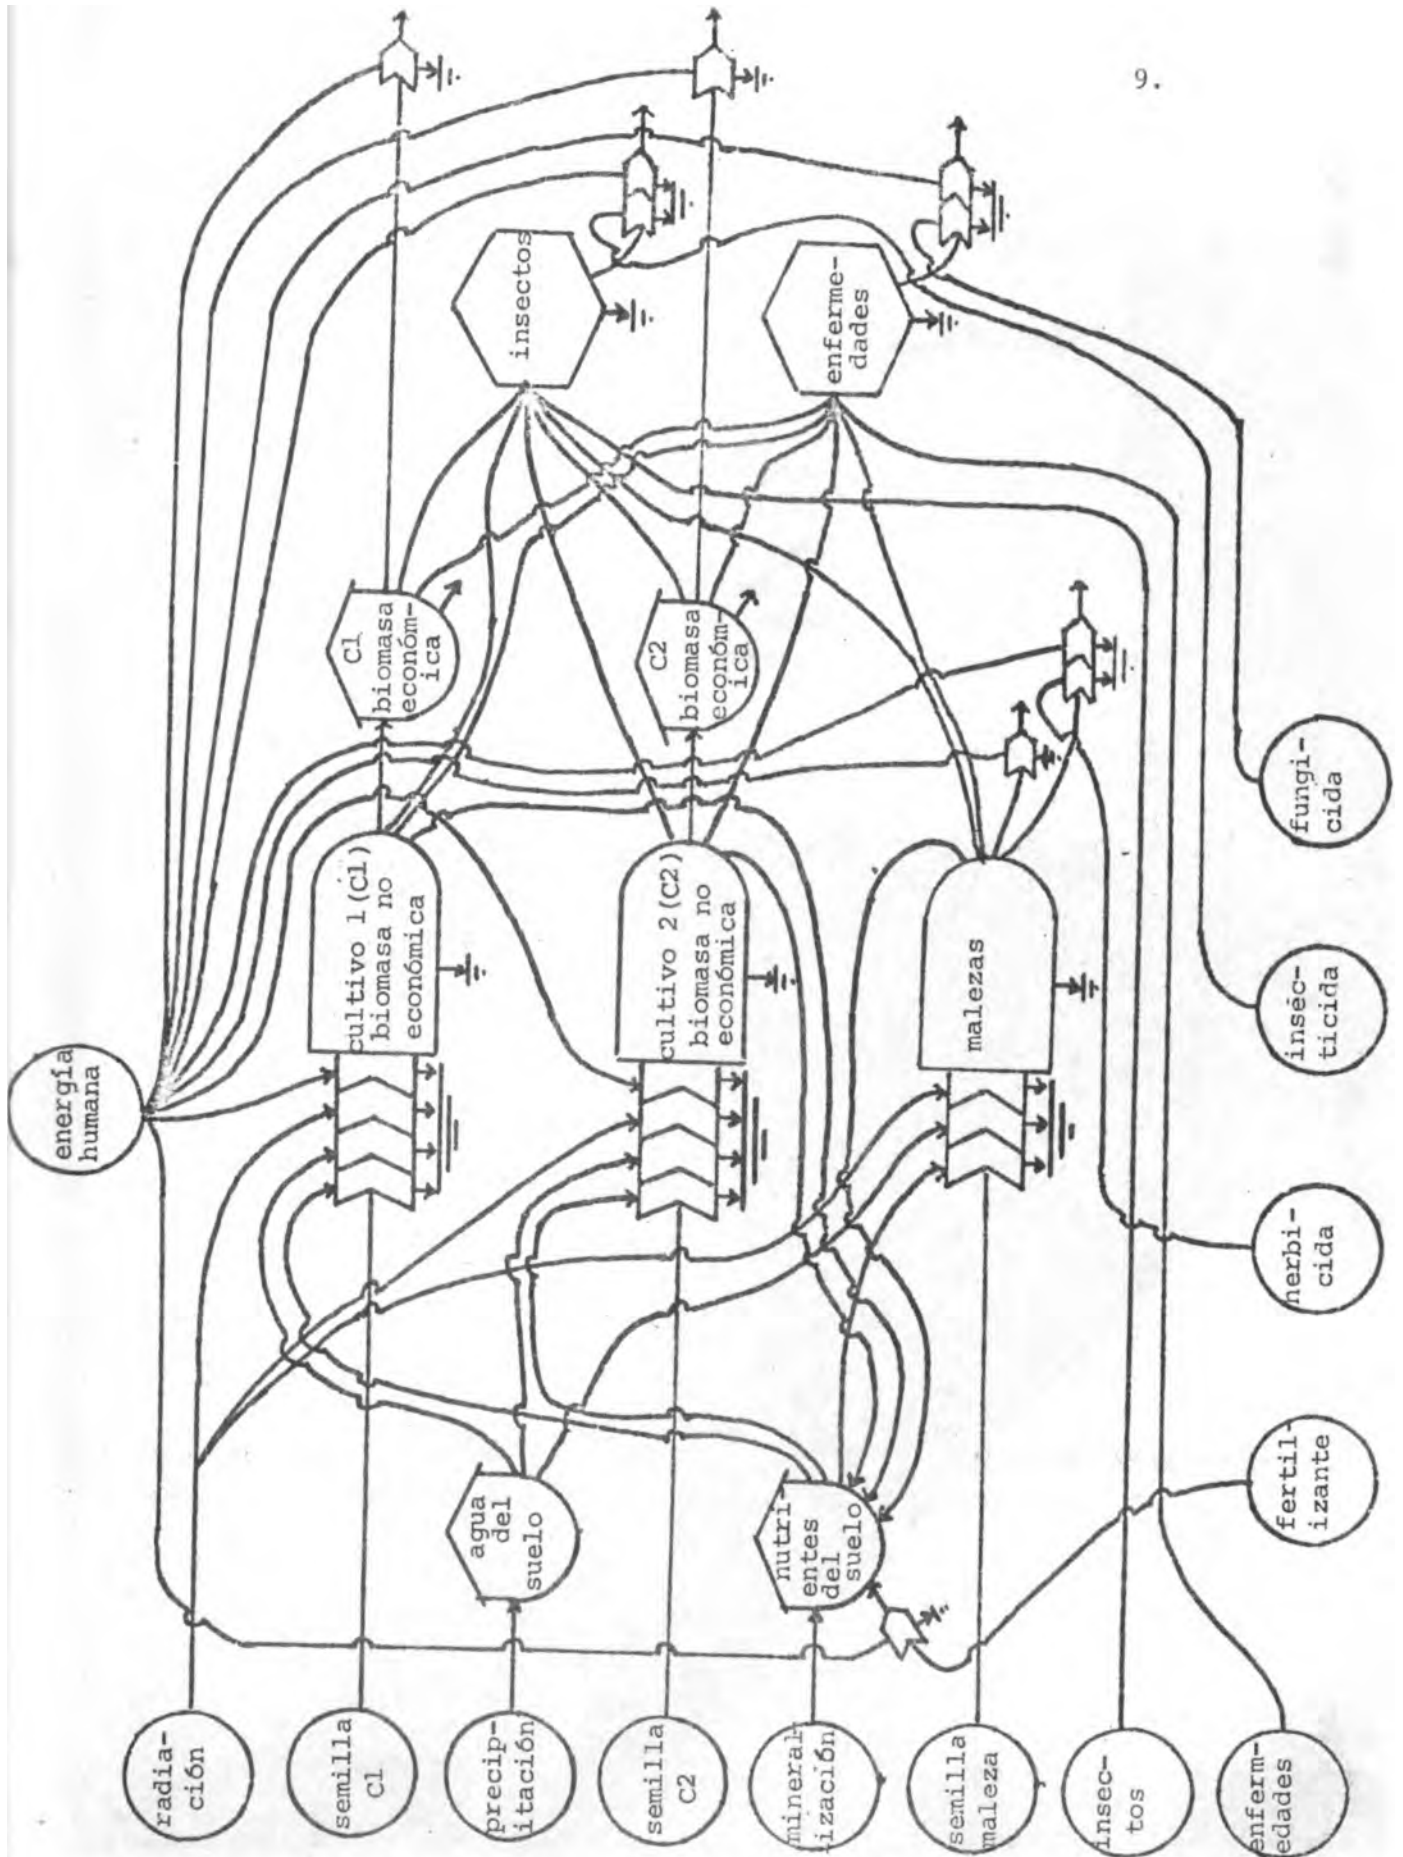 9.
energía
humana
radia-
ción
semilla
C1
precip-
itación
semilla
C2
mineral-
ización
semilla
maleza
insec-
tos
enferm-
edades
agua
del
suelo
nutri
entes
del
suelo
cultivo 1(C1)
biomasa no
económica
cultivo 2(C2)
biomasa no
económica
malezas
C1
biomasa
económ-
ica
C2
biomasa
económ-
ica
insectos
enferme-
dades
fertil-
izante
herbi-
cida
inséc-
ticida
fungi-
cida